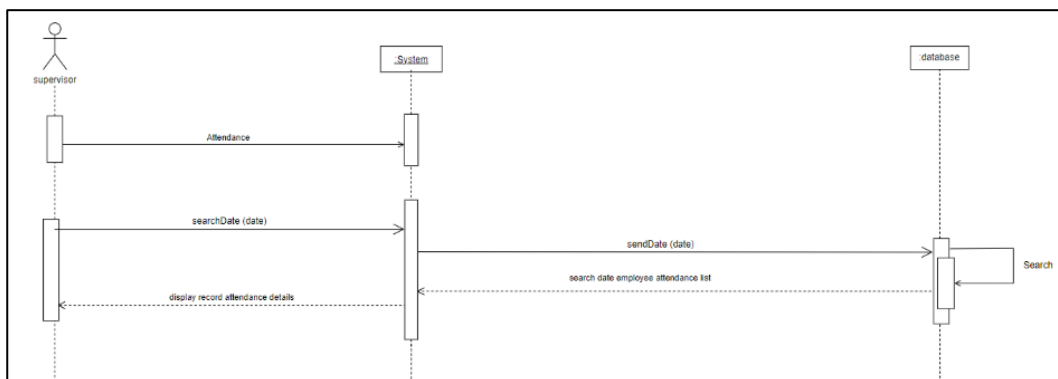 supervisor
:System
:database
Attendance
searchDate (date)
sendDate (date)
Search
search date employee attendance list
display record attendance details